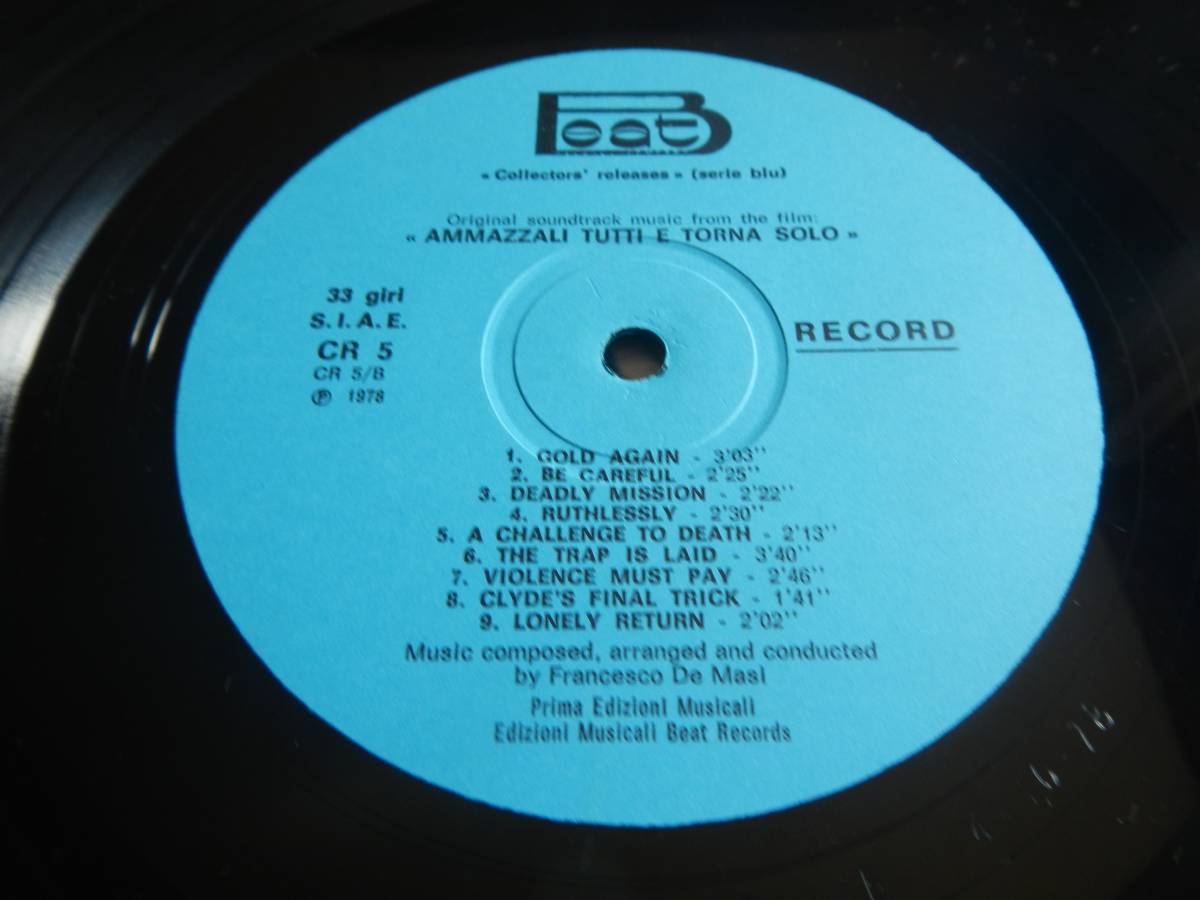 Beat
« Collectors' releases » (serie blu)
Original soundtrack music from the film:
« AMMAZZALI TUTTI E TORNA SOLO »
33 giri
S.I.A.E.
CR 5
CR 5/B
℗ 1978
RECORD
1. GOLD AGAIN - 3'03''
2. BE CAREFUL - 2'25''
3. DEADLY MISSION - 2'22''
4. RUTHLESSLY - 2'30''
5. A CHALLENGE TO DEATH - 2'13''
6. THE TRAP IS LAID - 3'40''
7. VIOLENCE MUST PAY - 2'46''
8. CLYDE'S FINAL TRICK - 1'41''
9. LONELY RETURN - 2'02''
Music composed, arranged and conducted
by Francesco De Masi
Prima Edizioni Musicali
Edizioni Musicali Beat Records